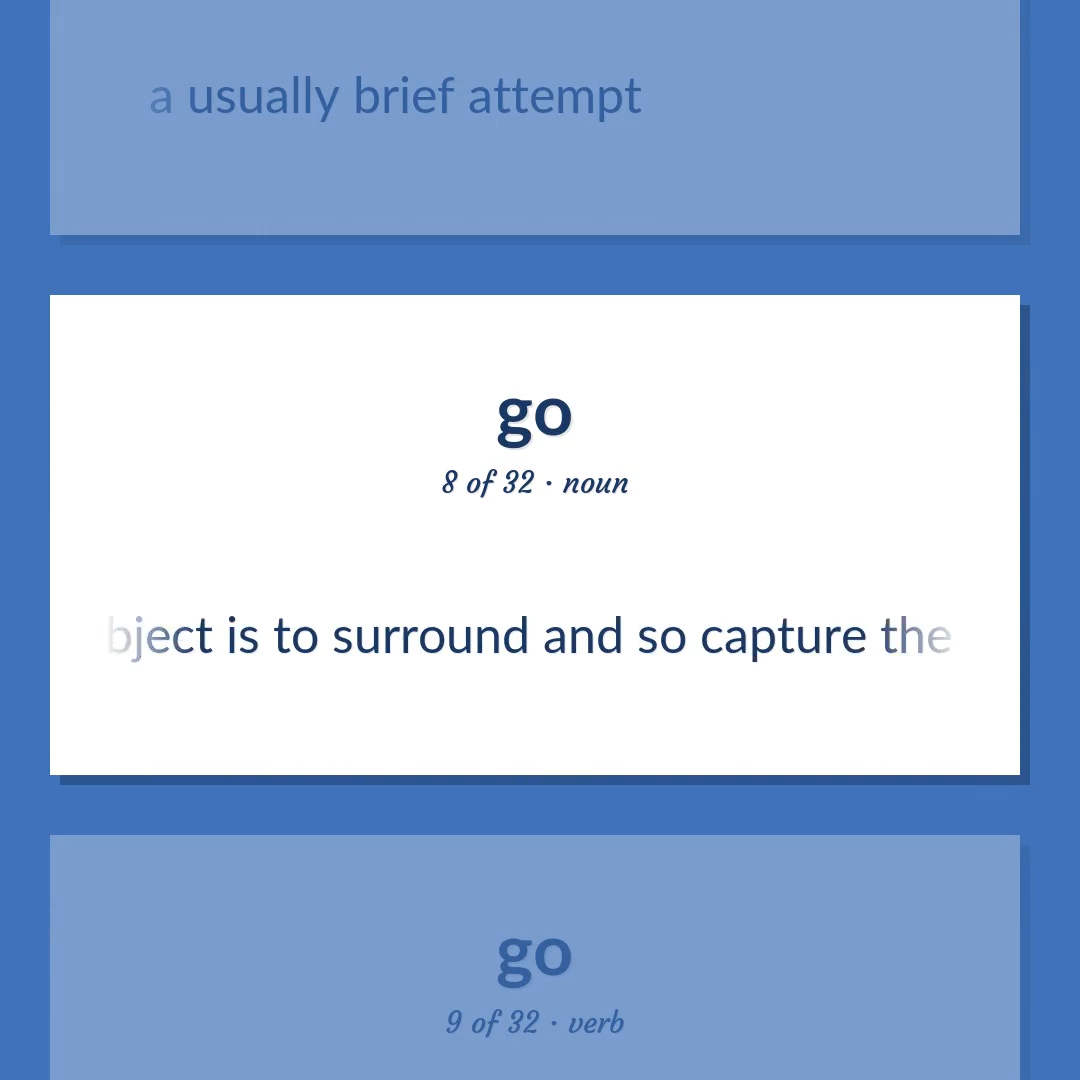 a usually brief attempt
go
8 of 32 · noun
bject is to surround and so capture the
go
9 of 32 · verb